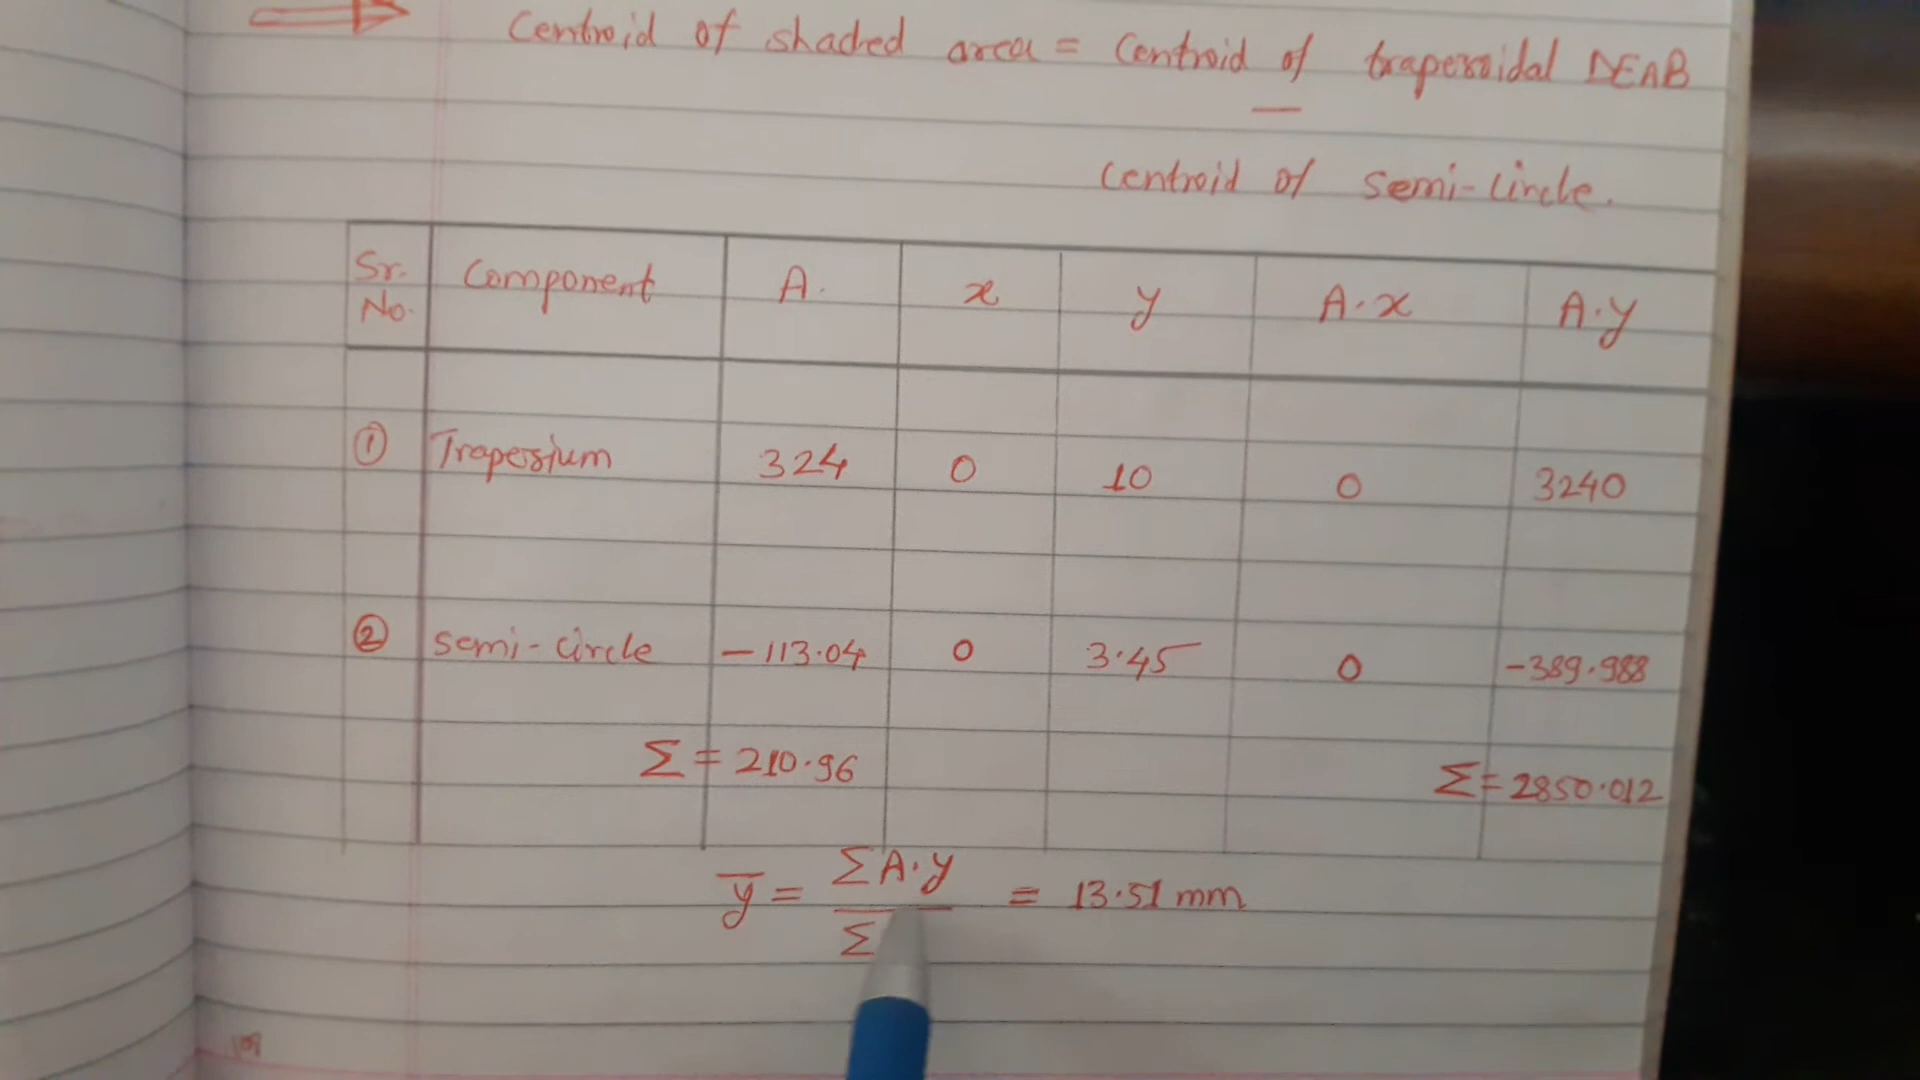 Centroid of shaded area = Centroid of traperoidal DEAB
—
Centroid of semi-circle.
Sr. No. Component A. x y A.x A.y
① Trapersium 324 0 10 0 3240
② semi-circle -113.04 0 3.45 0 -389.988
Σ = 210.96 Σ = 2850.012
ȳ = ΣA.y / Σ = 13.51 mm